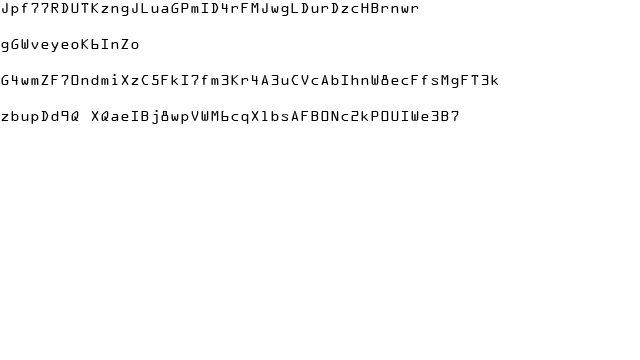 Jpf77RDUTKzngJLuaGPmID4rFMJwgLDurDzcHBrnwr
gGWveyeoK6InZo
G4wmZF7OndmiXzC5FkI7fm3Kr4A3uCVcAbIhnW8ecFfsMgFT3k
zbupDd9Q XQaeIBj8wpVWM6cqX1bsAFBONc2kPOUIWe3B7